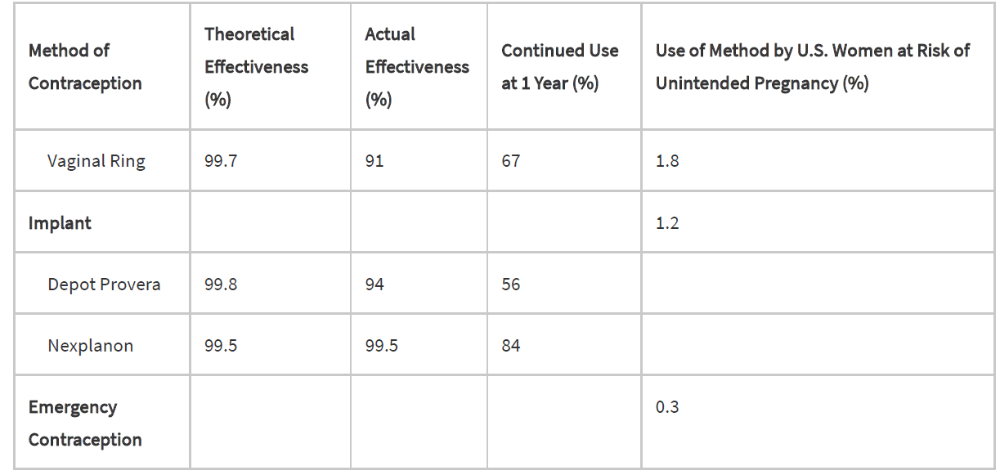 Method of
Contraception
Theoretical
Effectiveness
(%)
Actual
Effectiveness
(%)
Continued Use
at 1 Year (%)
Use of Method by U.S. Women at Risk of
Unintended Pregnancy (%)
Vaginal Ring 99.7 91 67 1.8
Implant 1.2
Depot Provera 99.8 94 56
Nexplanon 99.5 99.5 84
Emergency
Contraception
0.3